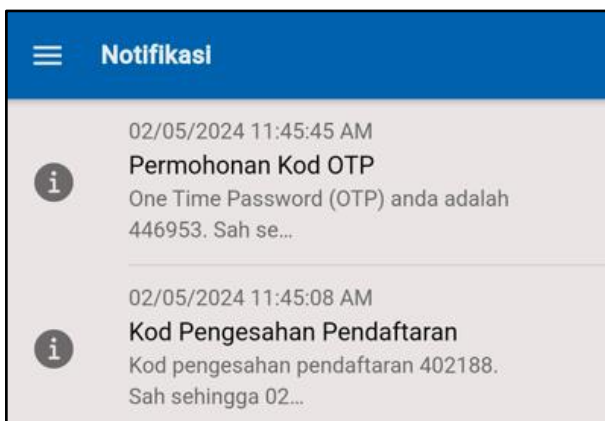 Notifikasi
02/05/2024 11:45:45 AM
Permohonan Kod OTP
One Time Password (OTP) anda adalah
446953. Sah se...
02/05/2024 11:45:08 AM
Kod Pengesahan Pendaftaran
Kod pengesahan pendaftaran 402188.
Sah sehingga 02...